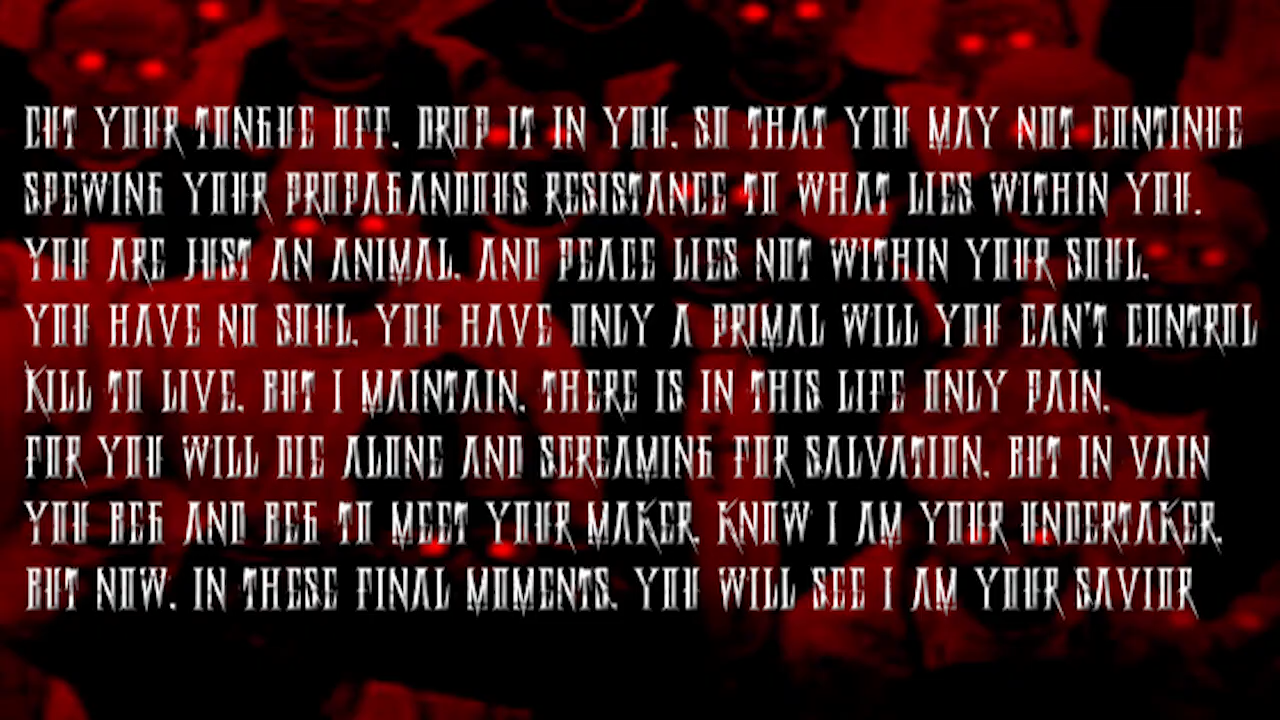 CUT YOUR TONGUE OFF. DROP IT IN YOU. SO THAT YOU MAY NOT CONTINUE
SPEWING YOUR PROPAGANDOUS RESISTANCE TO WHAT LIES WITHIN YOU.
YOU ARE JUST AN ANIMAL. AND PEACE LIES NOT WITHIN YOUR SOUL.
YOU HAVE NO SOUL. YOU HAVE ONLY A PRIMAL WILL YOU CAN'T CONTROL
KILL TO LIVE. BUT I MAINTAIN. THERE IS IN THIS LIFE ONLY PAIN.
FOR YOU WILL DIE ALONE AND SCREAMING FOR SALVATION. BUT IN VAIN
YOU BEG AND BEG TO MEET YOUR MAKER. KNOW I AM YOUR UNDERTAKER.
BUT NOW. IN THESE FINAL MOMENTS. YOU WILL SEE I AM YOUR SAVIOR